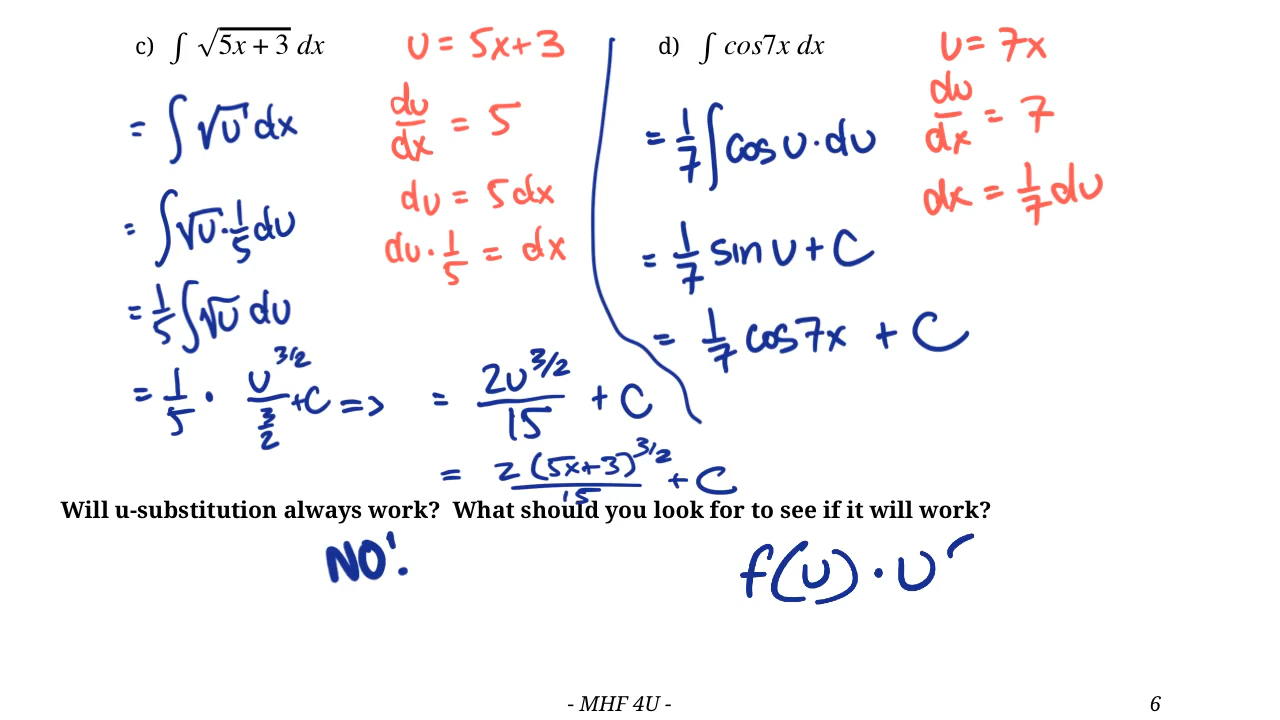 c) ∫ √(5x + 3) dx
u = 5x+3
= ∫ √u dx
du/dx = 5
= ∫ √u · 1/5 du
du = 5dx
du · 1/5 = dx
= 1/5 ∫ √u du
= 1/5 · u^(3/2) / (3/2) + C =>
= 2u^(3/2) / 15 + C
= 2(5x+3)^(3/2) / 15 + C
d) ∫ cos7x dx
u = 7x
du/dx = 7
= 1/7 ∫ cos u · du
dx = 1/7 du
= 1/7 sin u + C
= 1/7 cos7x + C
Will u-substitution always work? What should you look for to see if it will work?
NO!
f(u) · u'
- MHF 4U -
6